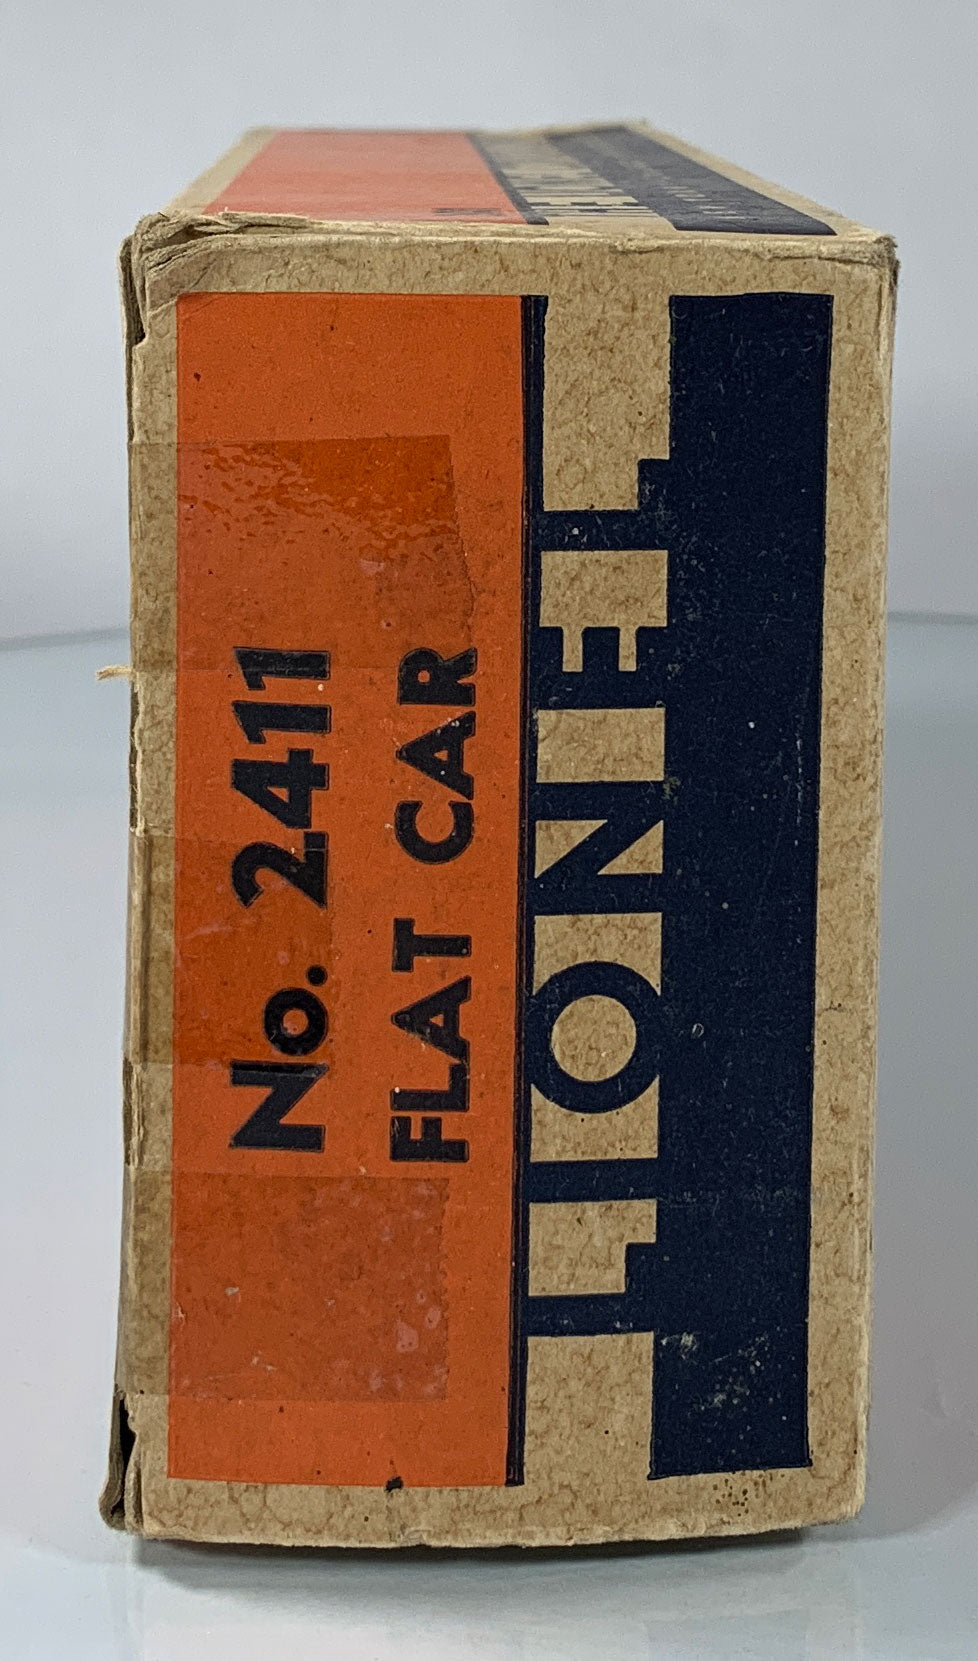 No. 2411
FLAT CAR
LIONEL